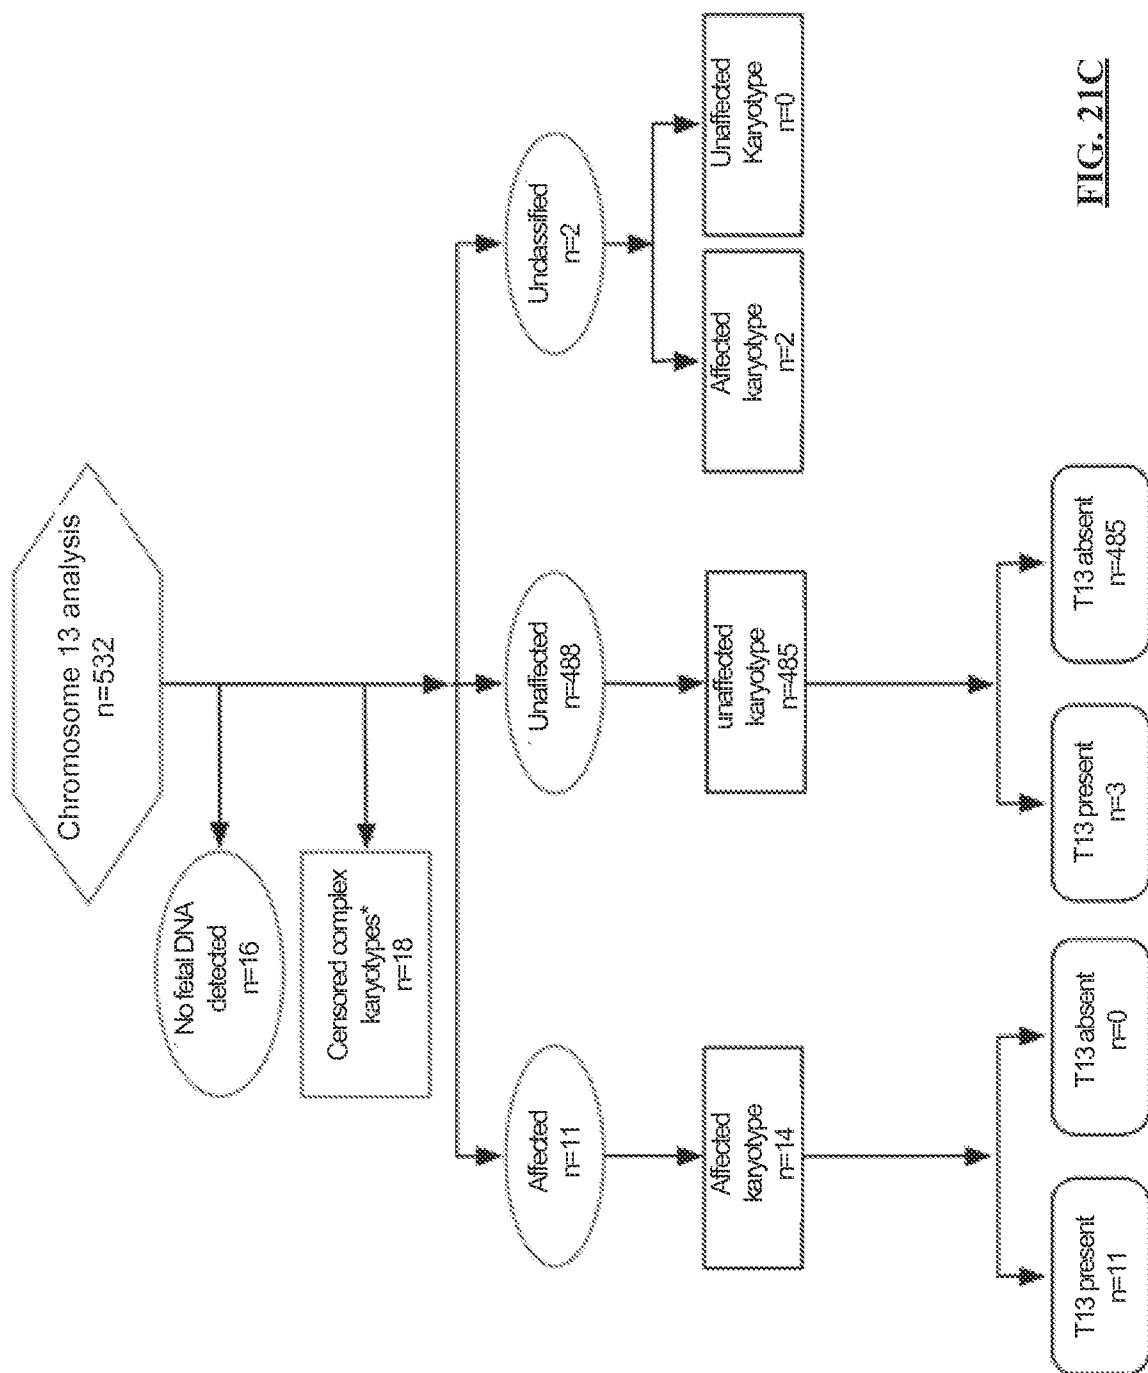 Chromosome 13 analysis
n=532
No fetal DNA
detected
n=16
Censored complex
karyotypes*
n=18
Affected
n=11
Unaffected
n=488
Unclassified
n=2
Affected
karyotype
n=14
unaffected
karyotype
n=485
Affected
karyotype
n=2
Unaffected
Karyotype
n=0
T13 present
n=11
T13 absent
n=0
T13 present
n=3
T13 absent
n=485
FIG. 21C